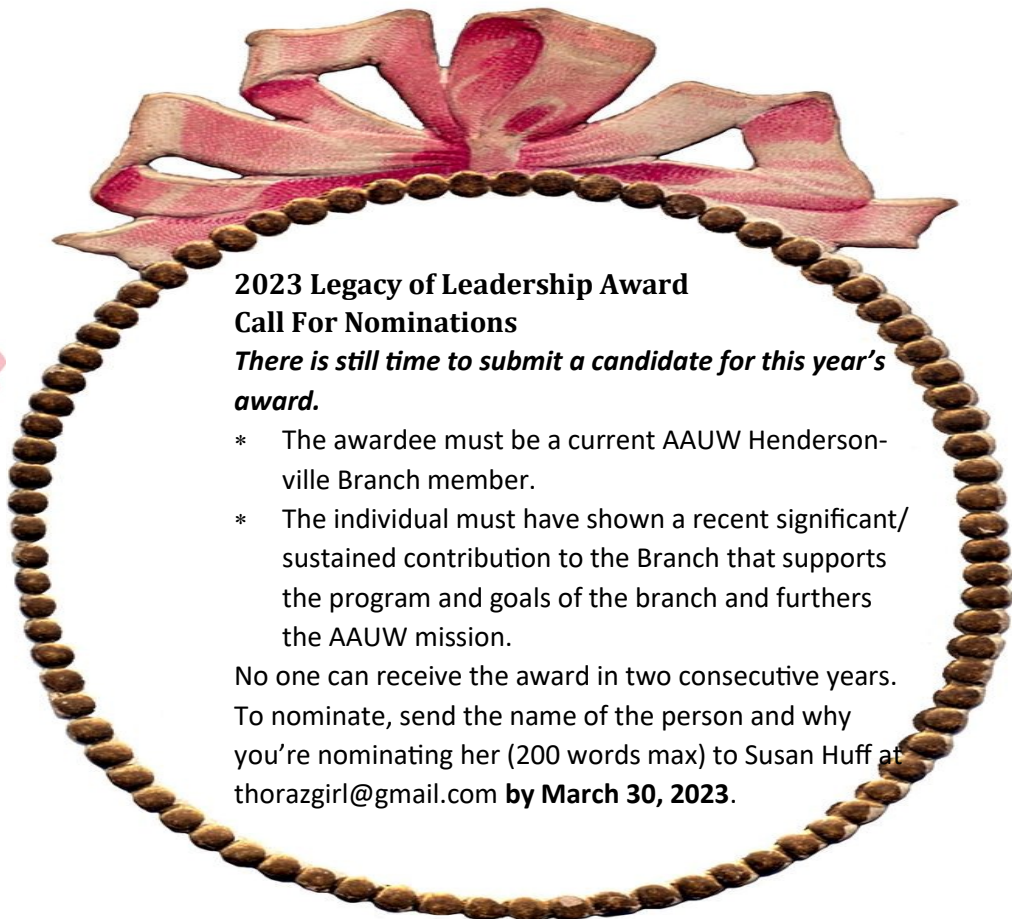 2023 Legacy of Leadership Award
Call For Nominations
There is still time to submit a candidate for this year's
award.
* The awardee must be a current AAUW Henderson-
ville Branch member.
* The individual must have shown a recent significant/
sustained contribution to the Branch that supports
the program and goals of the branch and furthers
the AAUW mission.
No one can receive the award in two consecutive years.
To nominate, send the name of the person and why
you're nominating her (200 words max) to Susan Huff at
thorazgirl@gmail.com by March 30, 2023.